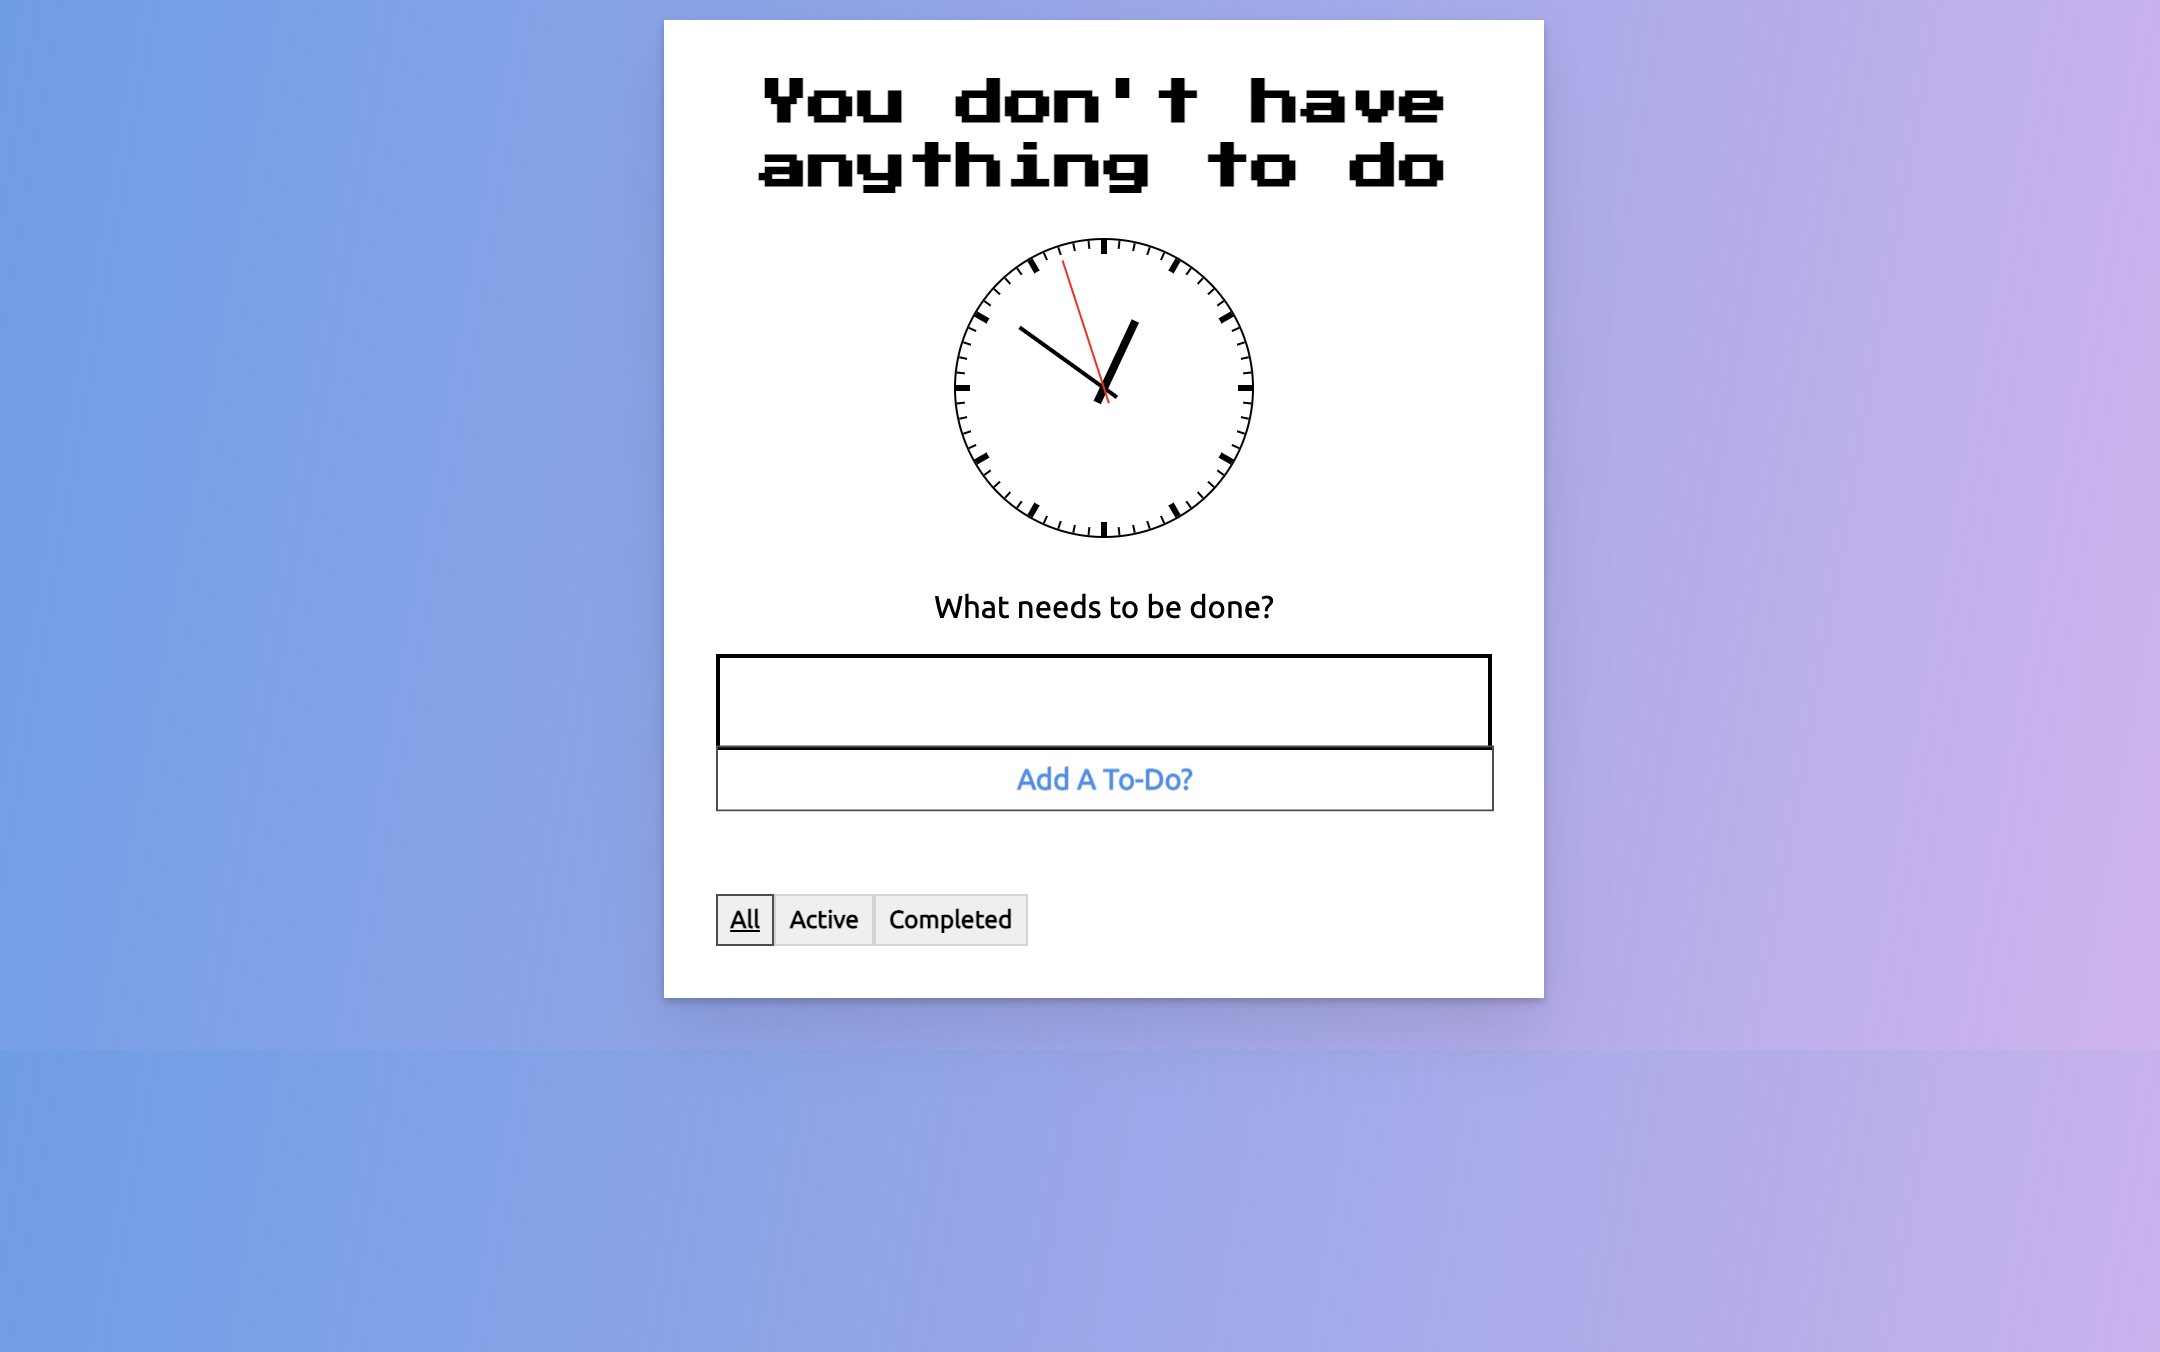 You don't have
anything to do
What needs to be done?
Add A To-Do?
All Active Completed